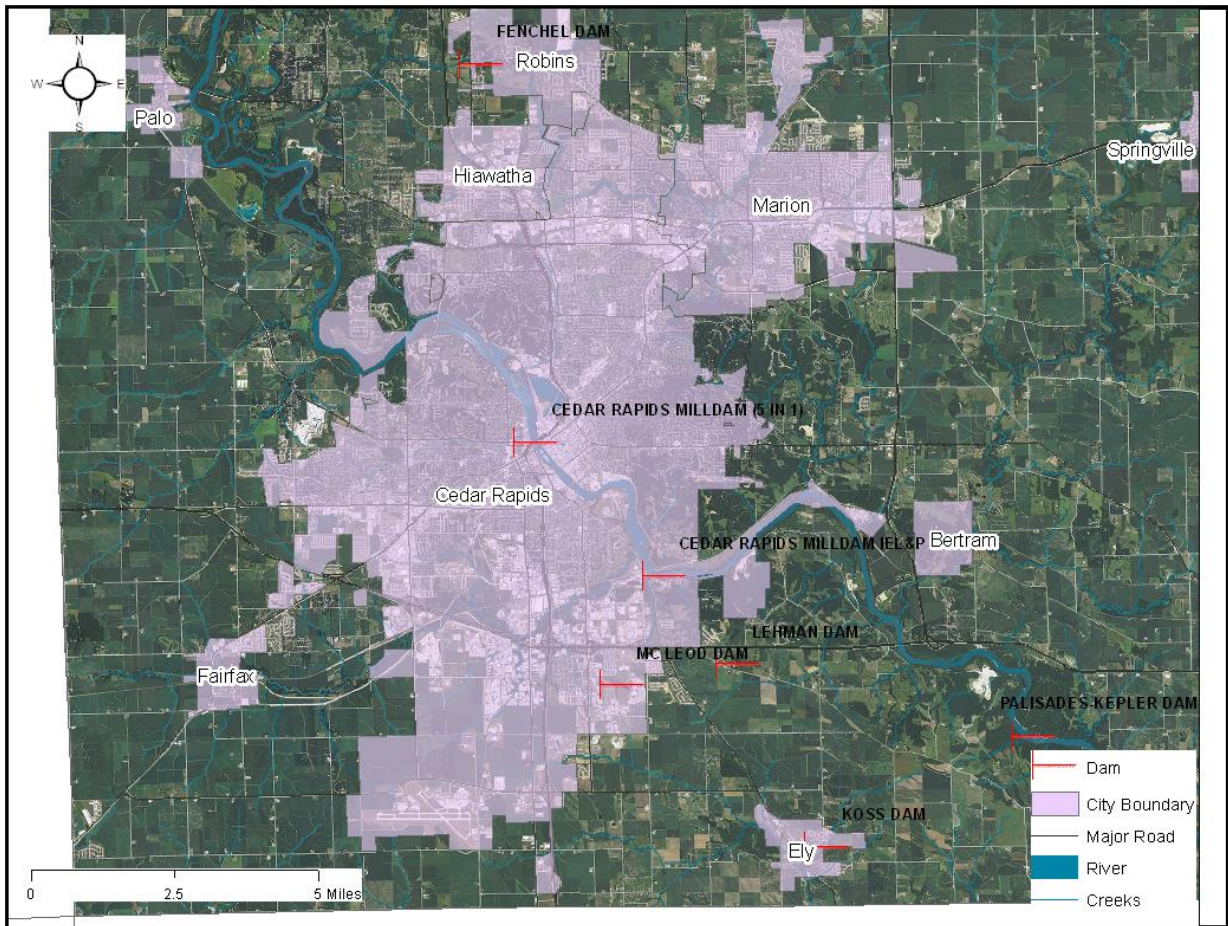 FENCHEL DAM
Robins
N
W E
S
Palo
Springville
Hiawatha
Marion
CEDAR RAPIDS MILLDAM (5 IN 1)
Cedar Rapids
CEDAR RAPIDS MILLDAM IEL&P
Bertram
LEHMAN DAM
MC LEOD DAM
Fairfax
PALISADES-KEPLER DAM
Dam
City Boundary
KOSS DAM
Major Road
Ely
River
Creeks
0 2.5 5 Miles